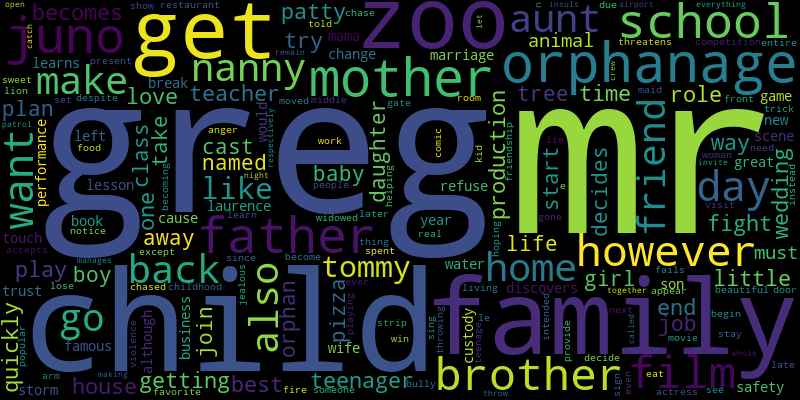 open show restaurant
becomes
juno
get
zoo
aunt
school
due everything
airport
patty chase
told
let
insult
threatens
competition
entire
catch
learns
mama
try
change
animal
nanny
mother
orphanage
make
present
marriage
crew
sweet
lion
despite
break
remain
love
teacher
set
moved
middle
gate
room
tree
time
maid
role
front
game
trick
new
plan
patrol
want
performance
left
food
class
take
becoming
one
anger
work
comic
cast
named
night
would
respectively
daughter
helping
greg
mr
kid
friendship
production
lie
start
decides
friend
way
scene
need
woman
great
invite
visit
instead
day
wedding
lesson
like
baby
people
refuse
book
notice
cause
laurence
learn
widowed
later
year
real
gone
fight
touch
accepts
away
father
thing
spent
hoping
life
however
must
play
manages
except
since
become
water
home
discovers
fails
girl
son
appear
little
beautiful
door
back
tommy
boy
trust
lose
chased
childhood
jealous
ever
playing
living
together
child
family
go
also
orphan
pizza
custody
teenage
le
intended
next
called
job
end
begin
movie
stay
quickly
popular
famous
although
violence
business
join
strip
win
sing
throwing
provide
whole
wife
storm
arm
making
house
getting
favorite
best
fire
teenager
someone
bully
brother
throw
decide
sign
even
eat
film
actress
see
safety
late